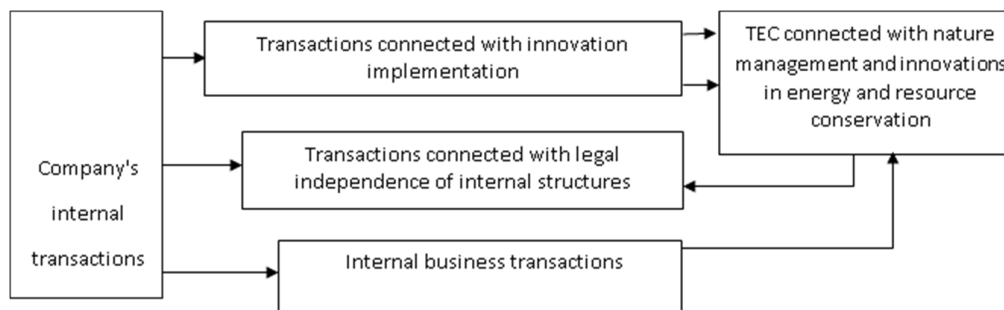 Company's
internal
transactions
Transactions connected with innovation
implementation
Transactions connected with legal
independence of internal structures
Internal business transactions
TEC connected with nature
management and innovations
in energy and resource
conservation